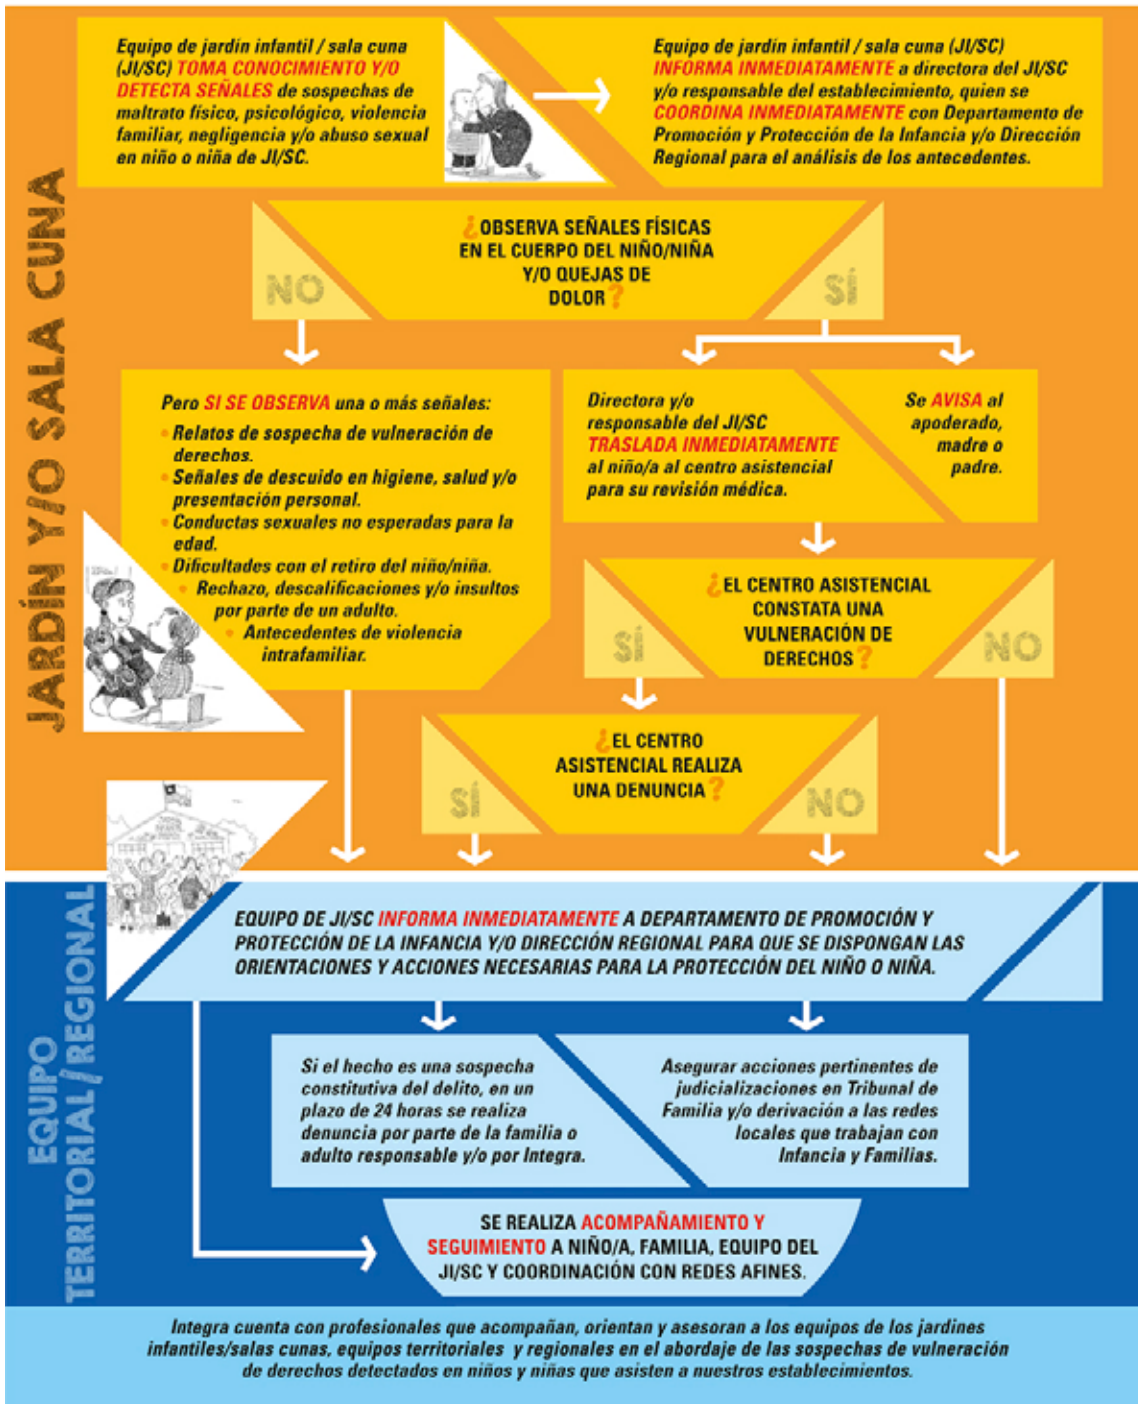 JARDÍN Y/O SALA CUNA
Equipo de jardín infantil / sala cuna
(JI/SC) TOMA CONOCIMIENTO Y/O
DETECTA SEÑALES de sospechas de
maltrato físico, psicológico, violencia
familiar, negligencia y/o abuso sexual
en niño o niña de JI/SC.
Equipo de jardín infantil / sala cuna (JI/SC)
INFORMA INMEDIATAMENTE a directora del JI/SC
y/o responsable del establecimiento, quien se
COORDINA INMEDIATAMENTE con Departamento de
Promoción y Protección de la Infancia y/o Dirección
Regional para el análisis de los antecedentes.
¿OBSERVA SEÑALES FÍSICAS
EN EL CUERPO DEL NIÑO/NIÑA
Y/O QUEJAS DE
DOLOR?
NO
SÍ
Pero SI SE OBSERVA una o más señales:
• Relatos de sospecha de vulneración de
derechos.
• Señales de descuido en higiene, salud y/o
presentación personal.
• Conductas sexuales no esperadas para la
edad.
• Dificultades con el retiro del niño/niña.
• Rechazo, descalificaciones y/o insultos
por parte de un adulto.
• Antecedentes de violencia
intrafamiliar.
Directora y/o
responsable del JI/SC
TRASLADA INMEDIATAMENTE
al niño/a al centro asistencial
para su revisión médica.
Se AVISA al
apoderado,
madre o
padre.
¿EL CENTRO ASISTENCIAL
CONSTATA UNA
VULNERACIÓN DE
DERECHOS?
SÍ
NO
¿EL CENTRO
ASISTENCIAL REALIZA
UNA DENUNCIA?
SÍ
NO
EQUIPO
TERRITORIAL/REGIONAL
EQUIPO DE JI/SC INFORMA INMEDIATAMENTE A DEPARTAMENTO DE PROMOCIÓN Y
PROTECCIÓN DE LA INFANCIA Y/O DIRECCIÓN REGIONAL PARA QUE SE DISPONGAN LAS
ORIENTACIONES Y ACCIONES NECESARIAS PARA LA PROTECCIÓN DEL NIÑO O NIÑA.
Si el hecho es una sospecha
constitutiva del delito, en un
plazo de 24 horas se realiza
denuncia por parte de la familia o
adulto responsable y/o por Integra.
Asegurar acciones pertinentes de
judicializaciones en Tribunal de
Familia y/o derivación a las redes
locales que trabajan con
Infancia y Familias.
SE REALIZA ACOMPAÑAMIENTO Y
SEGUIMIENTO A NIÑO/A, FAMILIA, EQUIPO DEL
JI/SC Y COORDINACIÓN CON REDES AFINES.
Integra cuenta con profesionales que acompañan, orientan y asesoran a los equipos de los jardines
infantiles/salas cunas, equipos territoriales y regionales en el abordaje de las sospechas de vulneración
de derechos detectados en niños y niñas que asisten a nuestros establecimientos.